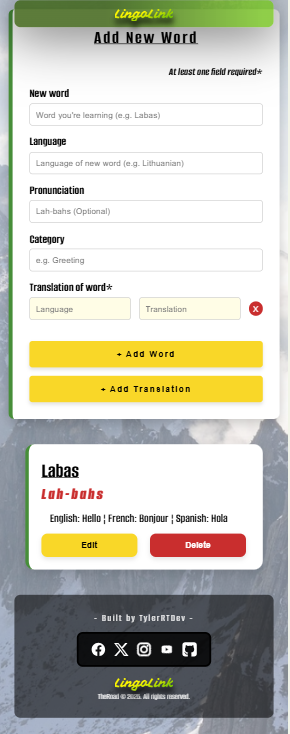 LingoLink
Add New Word
At least one field required*
New word
Word you're learning (e.g. Labas)
Language
Language of new word (e.g. Lithuanian)
Pronunciation
Lah-bahs (Optional)
Category
e.g. Greeting
Translation of word*
Language Translation X
+ Add Word
+ Add Translation
Labas
Lah-bahs
English: Hello ¦ French: Bonjour ¦ Spanish: Hola
Edit Delete
- Built by TylerRTDev -
LingoLink
TheRoad © 2025. All rights reserved.